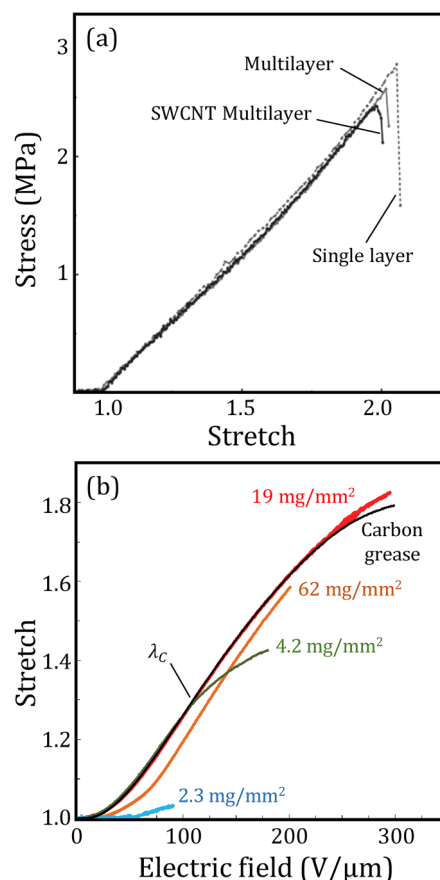 (a)
3
2
1
Stress (MPa)
Multilayer
SWCNT Multilayer
Single layer
1.0 1.5 2.0
Stretch
(b)
1.8
1.6
1.4
1.2
1.0
Stretch
19 mg/mm²
Carbon
grease
62 mg/mm²
4.2 mg/mm²
λC
2.3 mg/mm²
0 100 200 300
Electric field (V/μm)